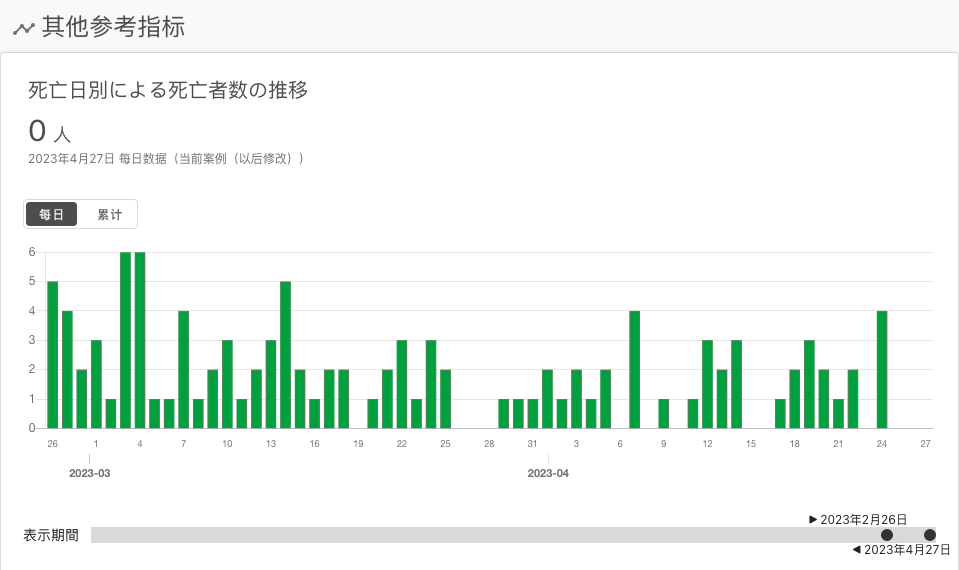 其他参考指标
死亡日別による死亡者数の推移
0 人
2023年4月27日 每日数据（当前案例（以后修改））
每日 累计
6
5
4
3
2
1
0
26 1 4 7 10 13 16 19 22 25 28 31 3 6 9 12 15 18 21 24 27
2023-03 2023-04
▶ 2023年2月26日
表示期間
◀ 2023年4月27日